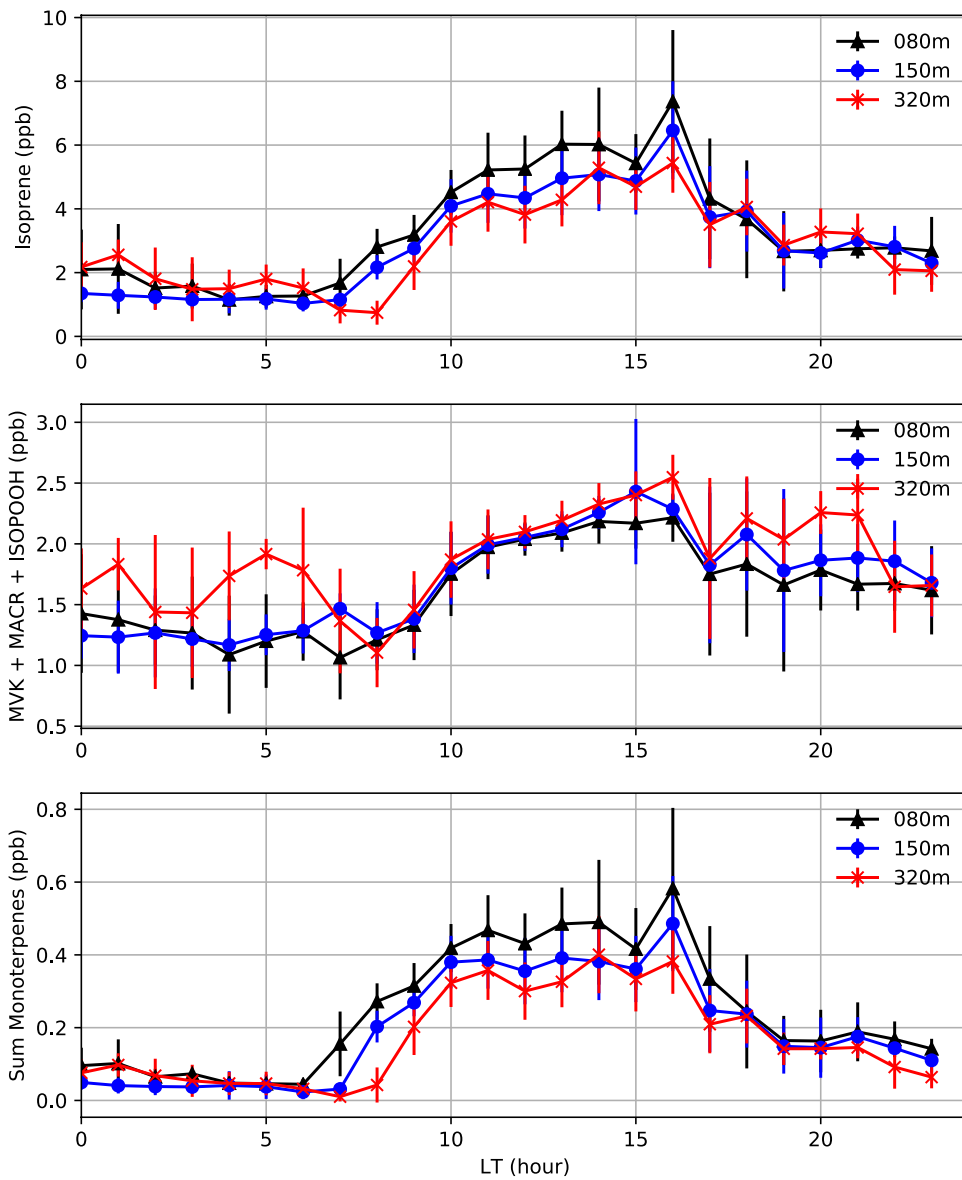 Isoprene (ppb)
10
8
6
4
2
0
080m
150m
320m
0 5 10 15 20
MVK + MACR + ISOPOOH (ppb)
3.0
2.5
2.0
1.5
1.0
0.5
080m
150m
320m
0 5 10 15 20
Sum Monoterpenes (ppb)
0.8
0.6
0.4
0.2
0.0
080m
150m
320m
0 5 10 15 20
LT (hour)